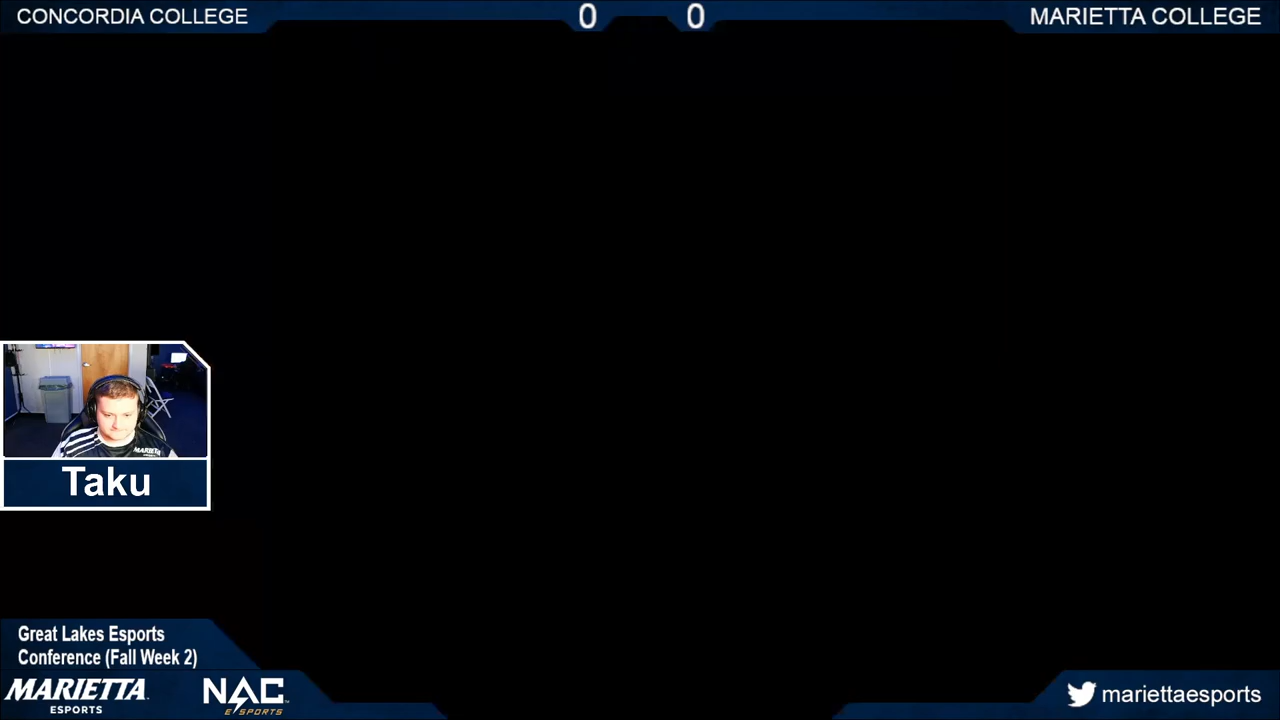 CONCORDIA COLLEGE
0
0
MARIETTA COLLEGE
MARIETTA
Taku
Great Lakes Esports
Conference (Fall Week 2)
MARIETTA
ESPORTS
NAC
ESPORTS
mariettaesports